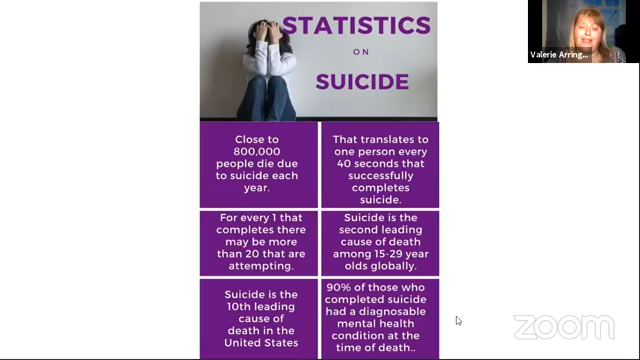 STATISTICS
ON
SUICIDE
Close to
800,000
people die due
to suicide each
year.
That translates to
one person every
40 seconds that
successfully
completes
suicide.
For every 1 that
completes there
may be more
than 20 that are
attempting.
Suicide is the
second leading
cause of death
among 15-29 year
olds globally.
Suicide is the
10th leading
cause of
death in the
United States
90% of those who
completed suicide
had a diagnosable
mental health
condition at the
time of death..
Valerie Arring...
zoom